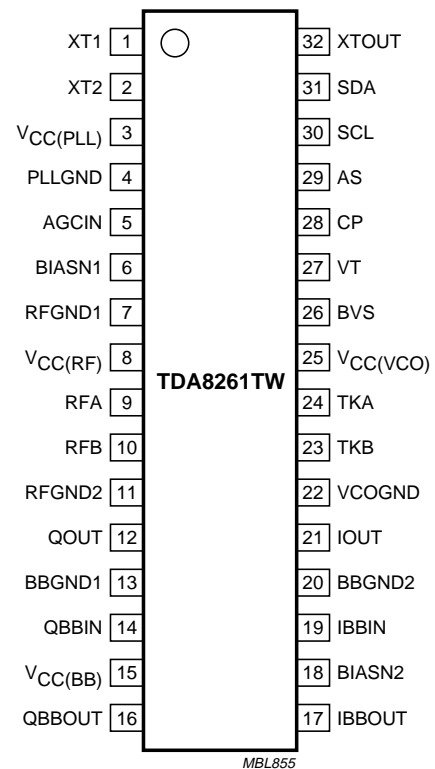 XT1 1 32 XTOUT
XT2 2 31 SDA
VCC(PLL) 3 30 SCL
PLLGND 4 29 AS
AGCIN 5 28 CP
BIASN1 6 27 VT
RFGND1 7 26 BVS
VCC(RF) 8 25 VCC(VCO)
TDA8261TW
RFA 9 24 TKA
RFB 10 23 TKB
RFGND2 11 22 VCOGND
QOUT 12 21 IOUT
BBGND1 13 20 BBGND2
QBBIN 14 19 IBBIN
VCC(BB) 15 18 BIASN2
QBBOUT 16 17 IBBOUT
MBL855